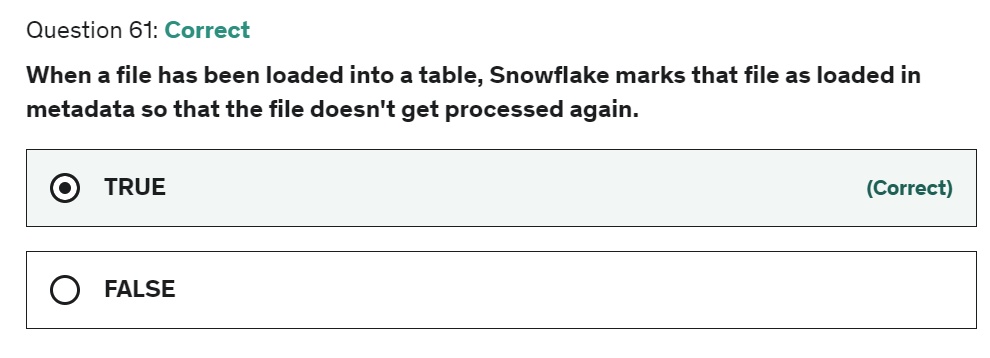 Question 61: Correct
When a file has been loaded into a table, Snowflake marks that file as loaded in
metadata so that the file doesn't get processed again.
TRUE (Correct)
FALSE